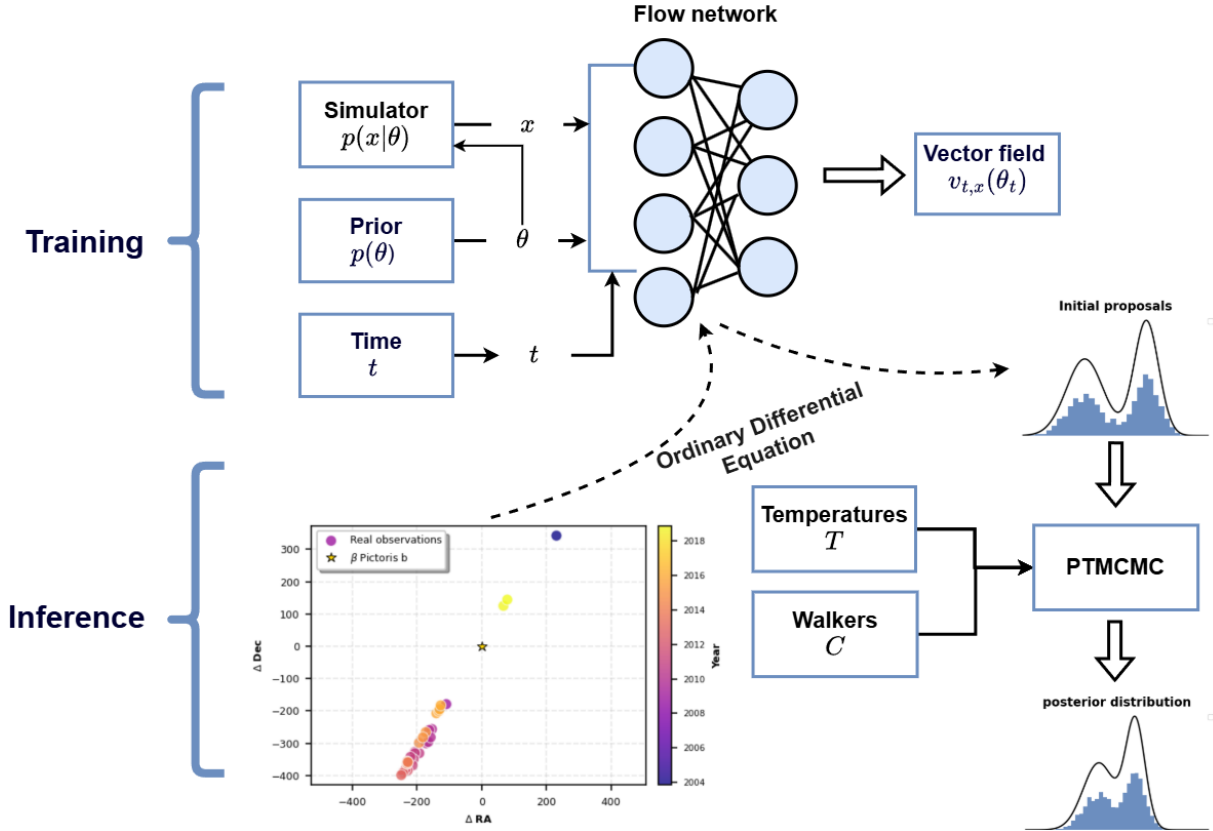 Flow network
Simulator
p(x|θ)
x
Vector field
v_{t,x}(θ_t)
Training
Prior
p(θ)
θ
Time
t
t
Initial proposals
Ordinary Differential
Equation
Temperatures
T
PTMCMC
Walkers
C
Inference
Real observations
β Pictoris b
300
200
100
0
−100
−200
−300
−400
Δ Dec
−400
−200
0
200
400
Δ RA
2018
2016
2014
2012
2010
2008
2006
2004
Year
posterior distribution